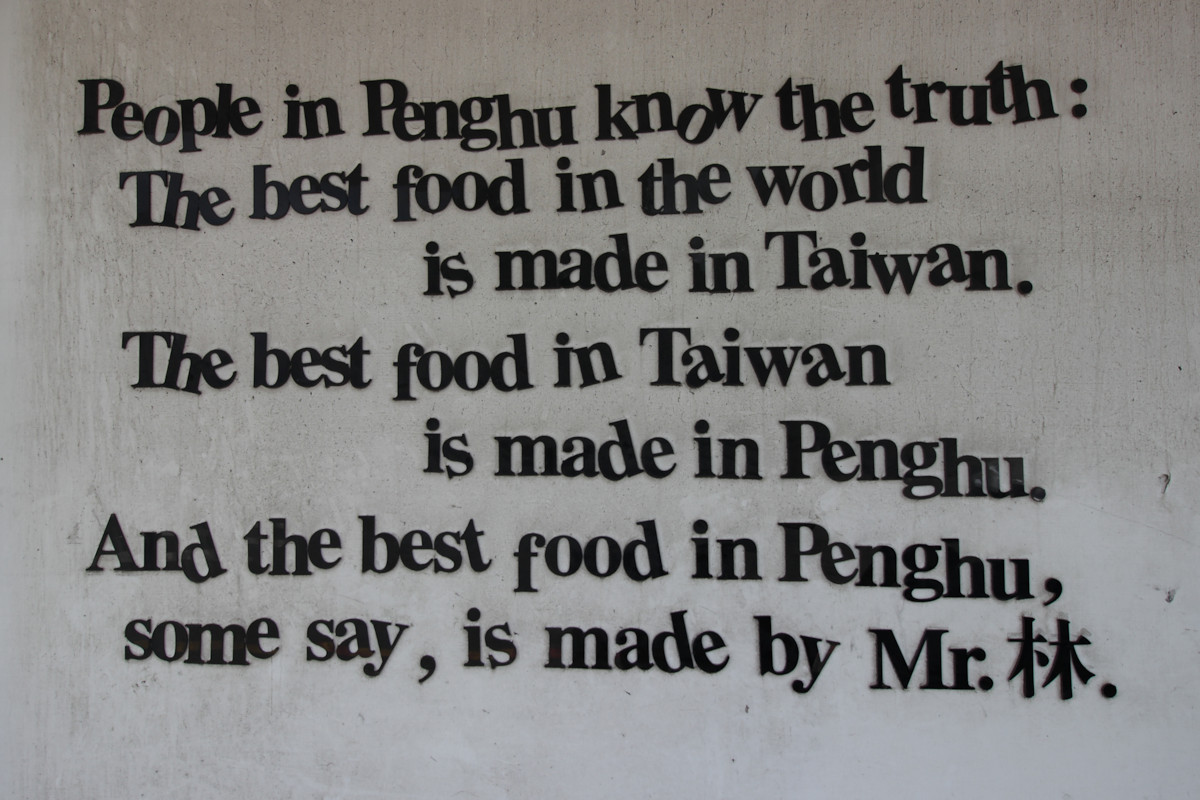 People in Penghu know the truth:
The best food in the world
is made in Taiwan.
The best food in Taiwan
is made in Penghu.
And the best food in Penghu,
some say, is made by Mr. 林.